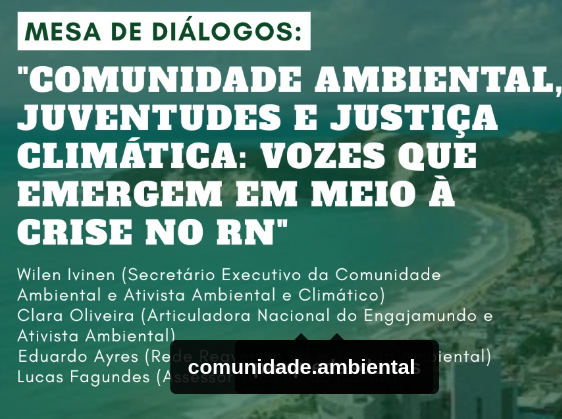 MESA DE DIÁLOGOS:
"COMUNIDADE AMBIENTAL,
JUVENTUDES E JUSTIÇA
CLIMÁTICA: VOZES QUE
EMERGEM EM MEIO À
CRISE NO RN"
Wilen Ivinen (Secretário Executivo da Comunidade
Ambiental e Ativista Ambiental e Climático)
Clara Oliveira (Articuladora Nacional do Engajamundo e
Ativista Ambiental)
Eduardo Ayres (Rede
Lucas Fagundes (Assessor
comunidade.ambiental